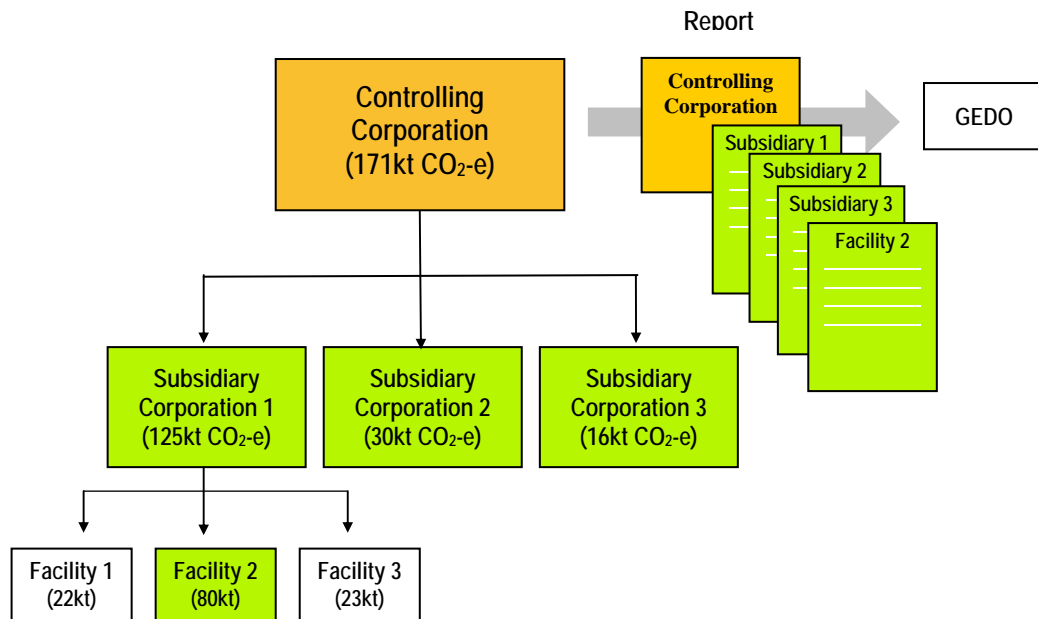 Report
Controlling
Corporation
(171kt CO₂-e)
Controlling
Corporation
GEDO
Subsidiary 1
Subsidiary 2
Subsidiary 3
Facility 2
Subsidiary
Corporation 1
(125kt CO₂-e)
Subsidiary
Corporation 2
(30kt CO₂-e)
Subsidiary
Corporation 3
(16kt CO₂-e)
Facility 1
(22kt)
Facility 2
(80kt)
Facility 3
(23kt)